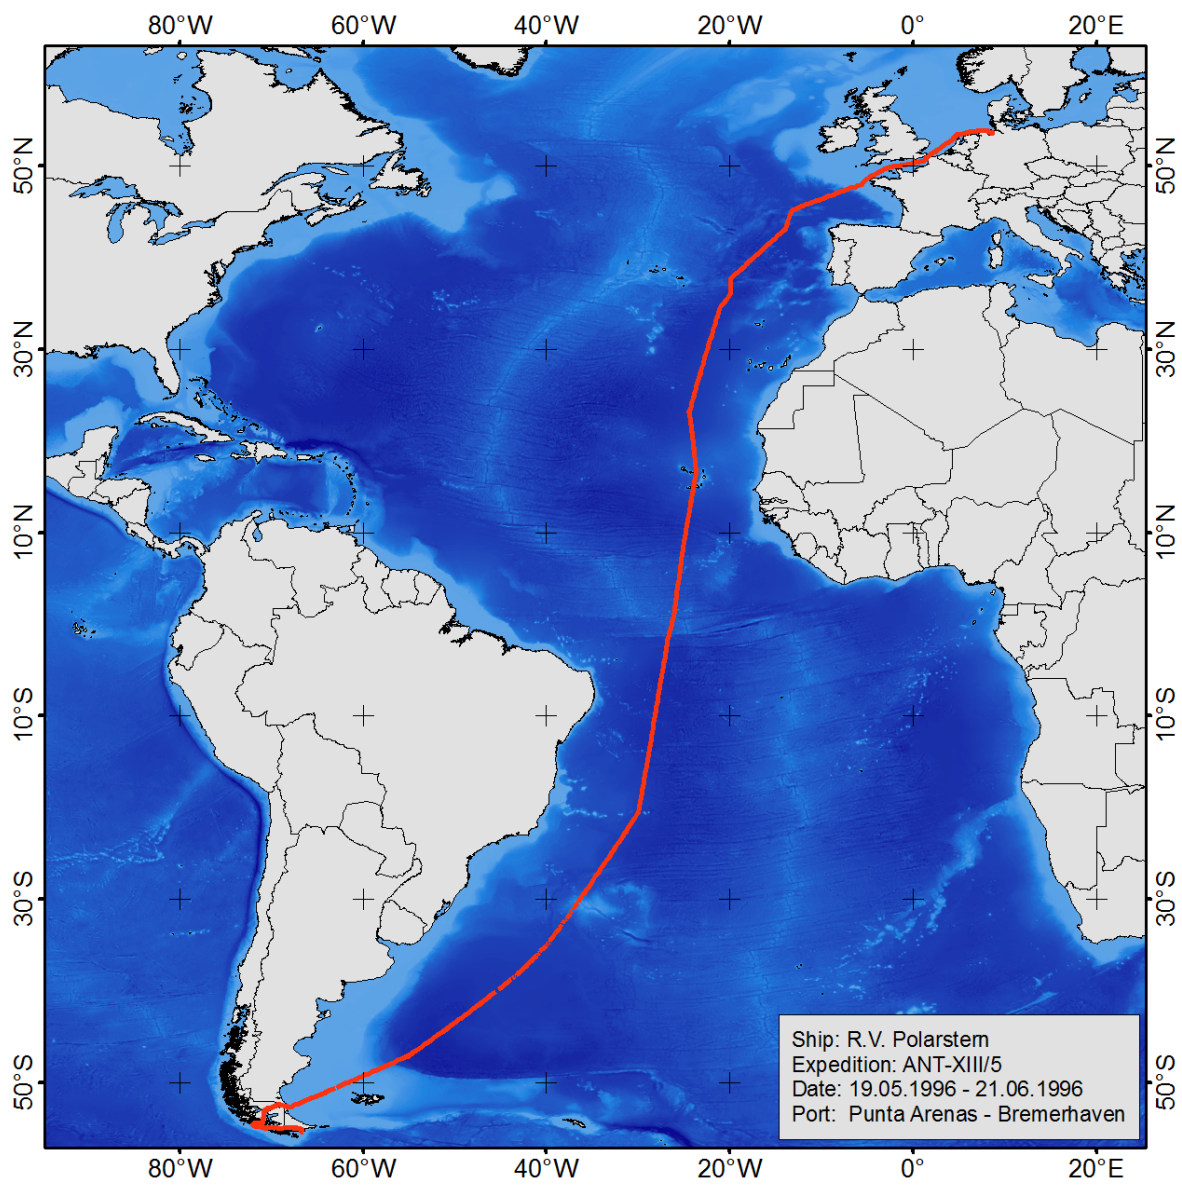 80°W 60°W 40°W 20°W 0° 20°E
50°N 50°N
30°N 30°N
10°N 10°N
10°S 10°S
30°S 30°S
50°S 50°S
Ship: R.V. Polarstern
Expedition: ANT-XIII/5
Date: 19.05.1996 - 21.06.1996
Port: Punta Arenas - Bremerhaven
80°W 60°W 40°W 20°W 0° 20°E